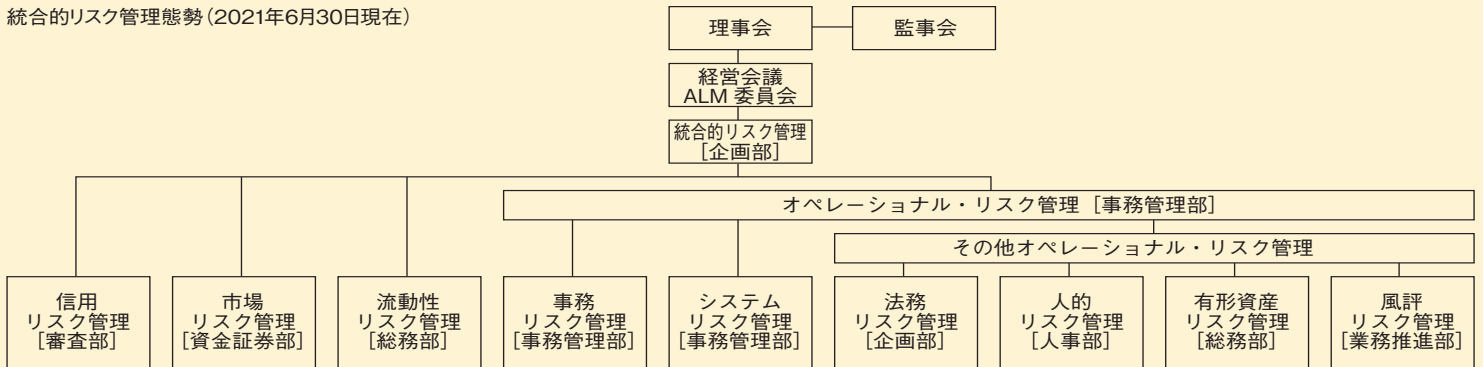 統合的リスク管理態勢（2021年6月30日現在）
理事会
監事会
経営会議
ALM 委員会
統合的リスク管理
［企画部］
オペレーショナル・リスク管理［事務管理部］
その他オペレーショナル・リスク管理
信用
リスク管理
［審査部］
市場
リスク管理
［資金証券部］
流動性
リスク管理
［総務部］
事務
リスク管理
［事務管理部］
システム
リスク管理
［事務管理部］
法務
リスク管理
［企画部］
人的
リスク管理
［人事部］
有形資産
リスク管理
［総務部］
風評
リスク管理
［業務推進部］